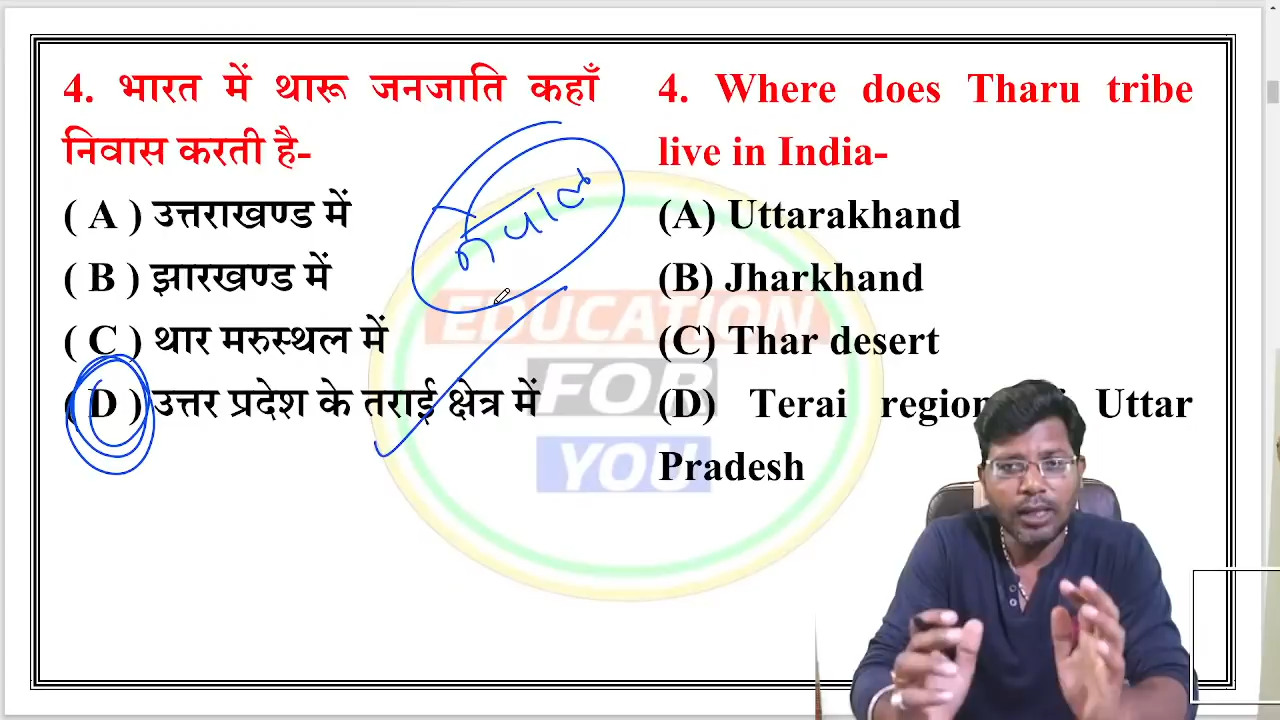 4. भारत में थारू जनजाति कहाँ
निवास करती है-
( A ) उत्तराखण्ड में
( B ) झारखण्ड में
( C ) थार मरुस्थल में
( D ) उत्तर प्रदेश के तराई क्षेत्र में
नेपाल
4. Where does Tharu tribe
live in India-
(A) Uttarakhand
(B) Jharkhand
(C) Thar desert
(D) Terai region Uttar
Pradesh
EDUCATION
FOR
YOU